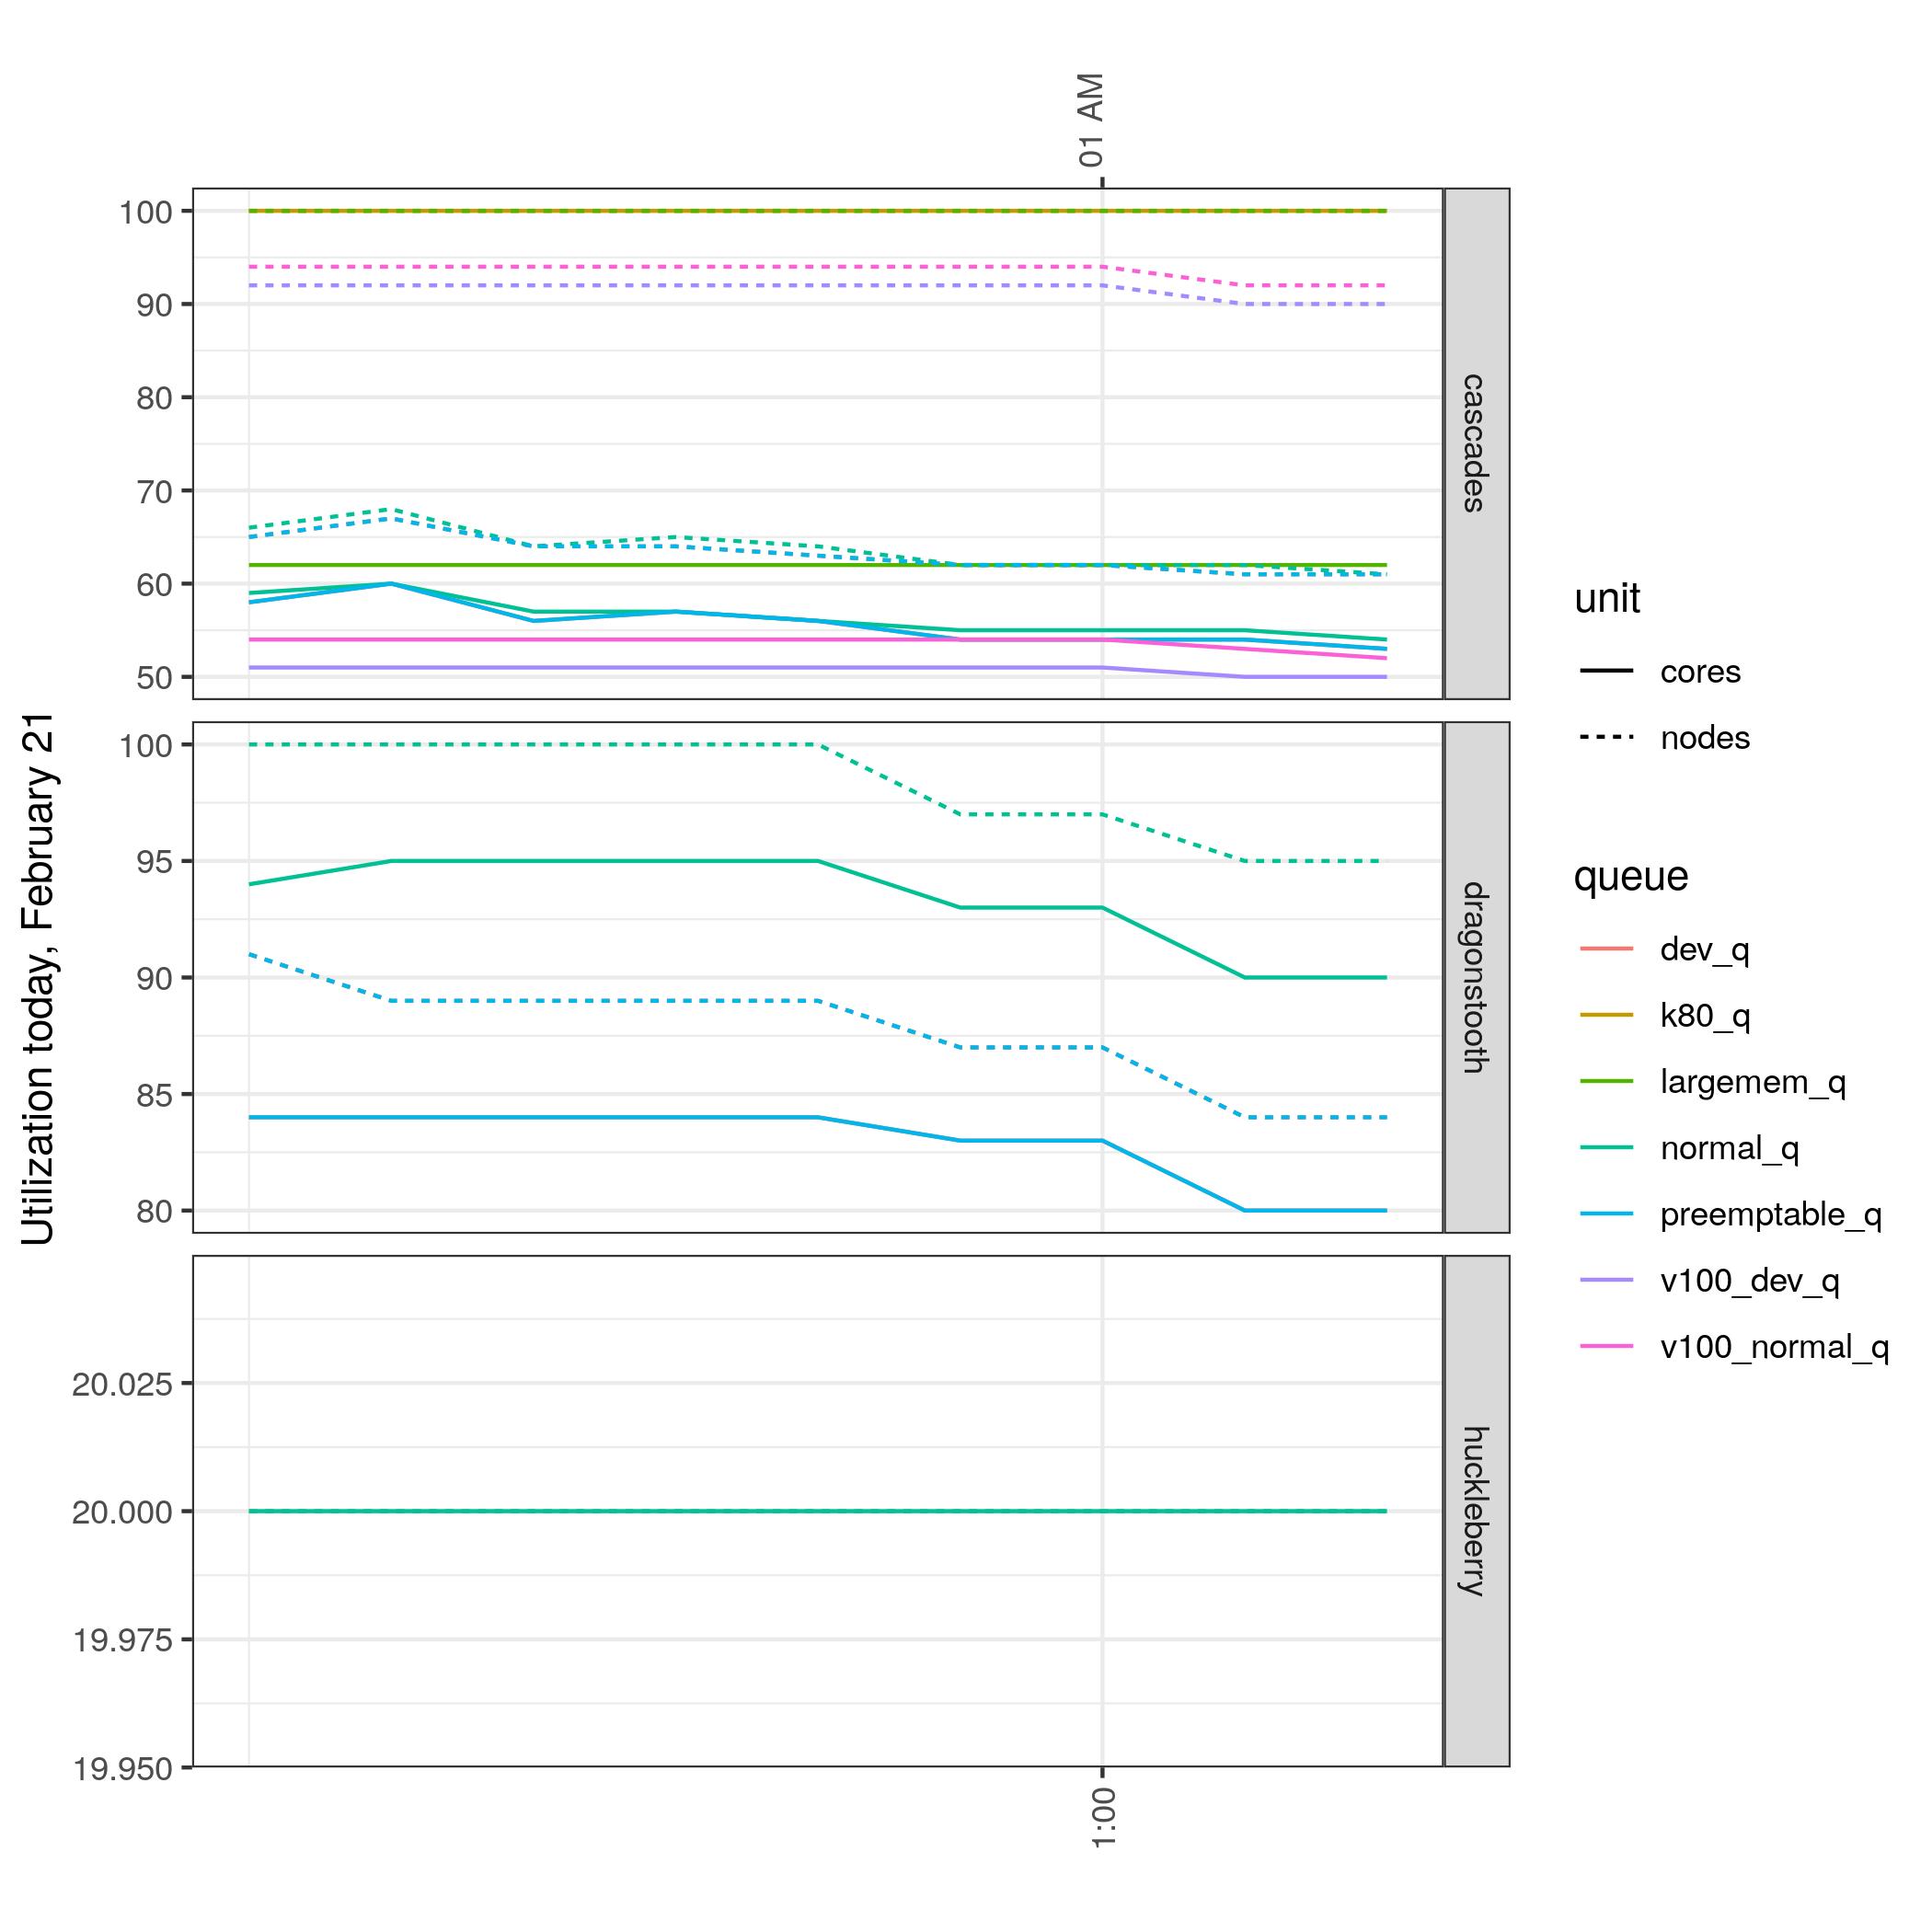 01 AM
100
90
80
70
60
50
cascades
100
95
90
85
80
dragonstooth
20.025
20.000
19.975
19.950
huckleberry
1:00
Utilization today, February 21
unit
cores
nodes
queue
dev_q
k80_q
largemem_q
normal_q
preemptable_q
v100_dev_q
v100_normal_q